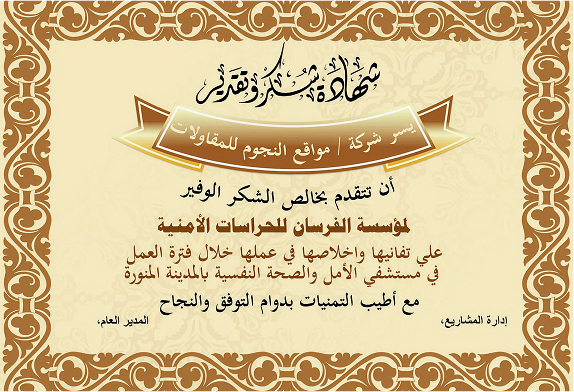 شهادة شكر وتقدير
يسر شركة / مواقع النجوم للمقاولات
أن تتقدم بخالص الشكر الوفير
لمؤسسة الفرسان للحراسات الأمنية
علي تفانيها واخلاصها في عملها خلال فترة العمل
في مستشفي الأمل والصحة النفسية بالمدينة المنورة
مع أطيب التمنيات بدوام التوفق والنجاح
إدارة المشاريع، المدير العام،